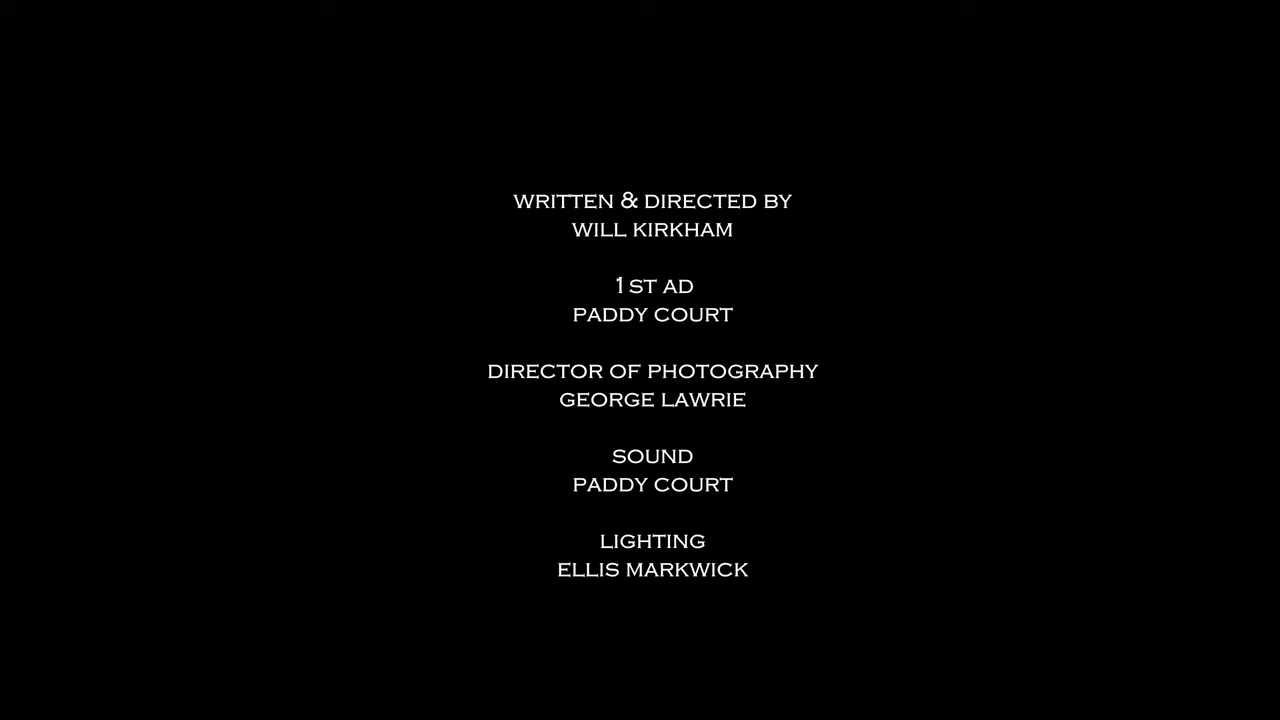 WRITTEN & DIRECTED BY
WILL KIRKHAM
1ST AD
PADDY COURT
DIRECTOR OF PHOTOGRAPHY
GEORGE LAWRIE
SOUND
PADDY COURT
LIGHTING
ELLIS MARKWICK